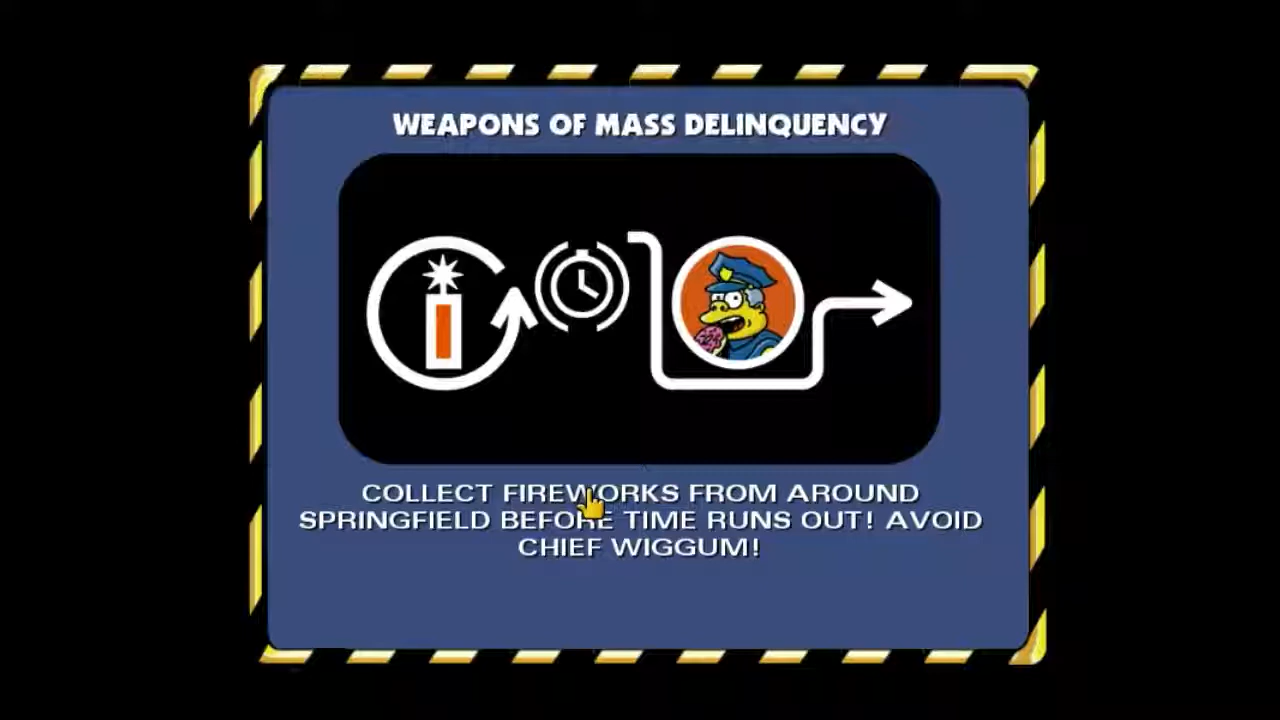 WEAPONS OF MASS DELINQUENCY
COLLECT FIREWORKS FROM AROUND
SPRINGFIELD BEFORE TIME RUNS OUT! AVOID
CHIEF WIGGUM!